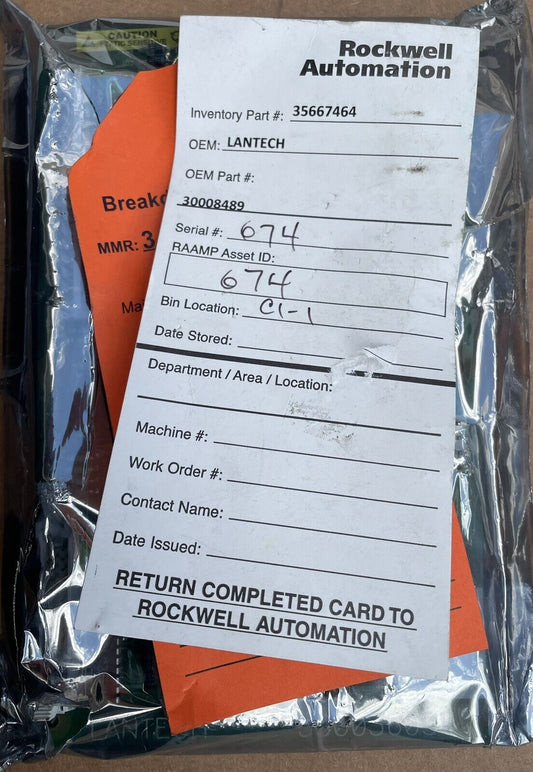 CAUTION
Rockwell
Automation
Inventory Part #: 35667464
OEM: LANTECH
OEM Part #:
30008489
Serial #: 674
RAAMP Asset ID:
674
Bin Location: C1-1
Date Stored:
Department / Area / Location:
Machine #:
Work Order #:
Contact Name:
Date Issued:
RETURN COMPLETED CARD TO
ROCKWELL AUTOMATION
Breakd
MMR: 3
Mai
LANTECH